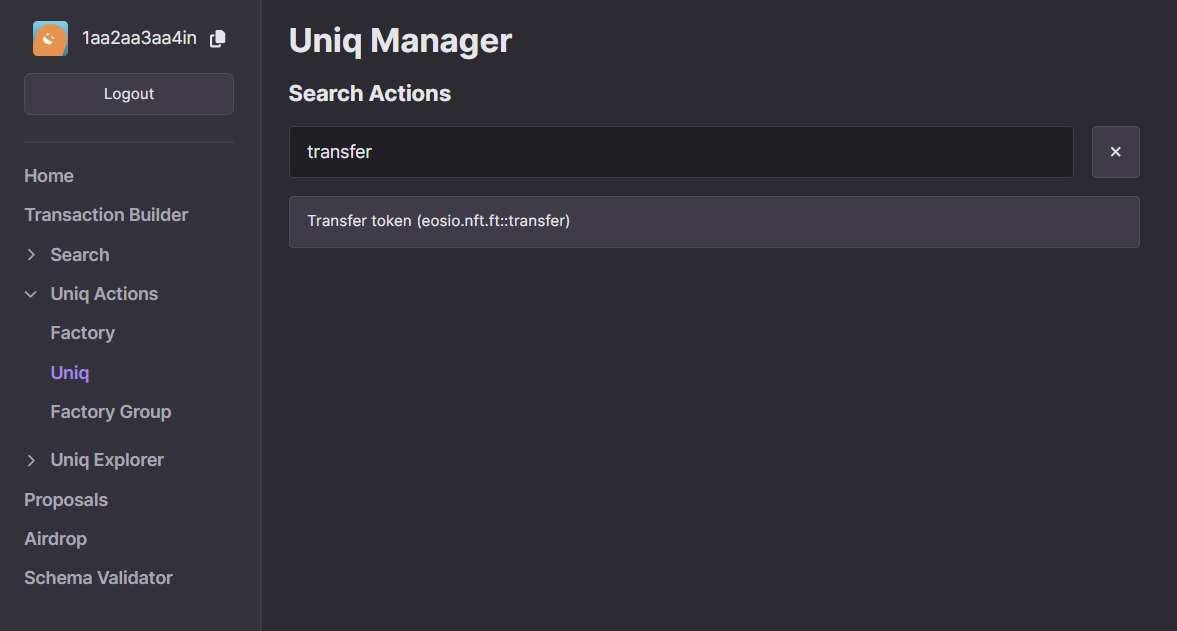 1aa2aa3aa4in
Logout
Home
Transaction Builder
Search
Uniq Actions
Factory
Uniq
Factory Group
Uniq Explorer
Proposals
Airdrop
Schema Validator
Uniq Manager
Search Actions
transfer
Transfer token (eosio.nft.ft::transfer)